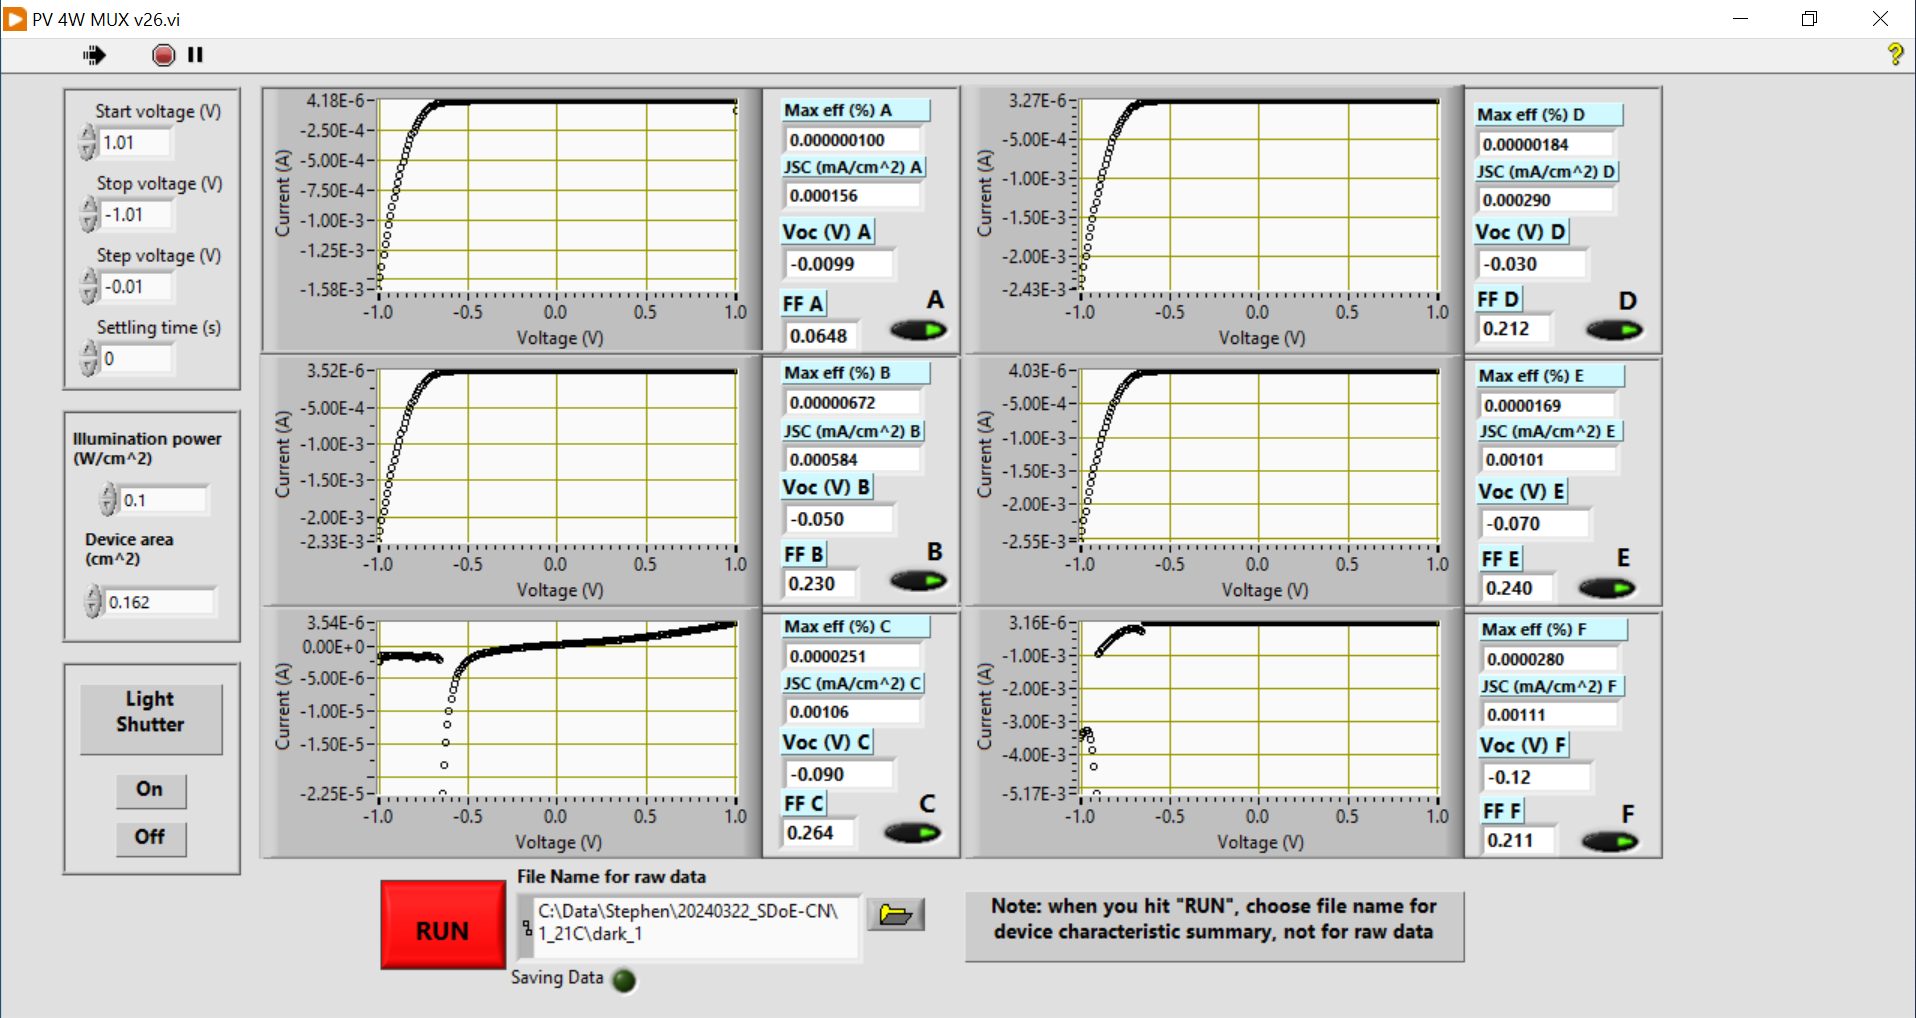 PV 4W MUX v26.vi
?
Start voltage (V)
1.01
Stop voltage (V)
-1.01
Step voltage (V)
-0.01
Settling time (s)
0
Illumination power
(W/cm^2)
0.1
Device area
(cm^2)
0.162
Light
Shutter
On
Off
Current (A)
4.18E-6
-2.50E-4
-5.00E-4
-7.50E-4
-1.00E-3
-1.25E-3
-1.58E-3
-1.0 -0.5 0.0 0.5 1.0
Voltage (V)
Max eff (%) A
0.000000100
JSC (mA/cm^2) A
0.000156
Voc (V) A
-0.0099
FF A
0.0648
A
Current (A)
3.27E-6
-5.00E-4
-1.00E-3
-1.50E-3
-2.00E-3
-2.43E-3
-1.0 -0.5 0.0 0.5 1.0
Voltage (V)
Max eff (%) D
0.00000184
JSC (mA/cm^2) D
0.000290
Voc (V) D
-0.030
FF D
0.212
D
Current (A)
3.52E-6
-5.00E-4
-1.00E-3
-1.50E-3
-2.00E-3
-2.33E-3
-1.0 -0.5 0.0 0.5 1.0
Voltage (V)
Max eff (%) B
0.00000672
JSC (mA/cm^2) B
0.000584
Voc (V) B
-0.050
FF B
0.230
B
Current (A)
4.03E-6
-5.00E-4
-1.00E-3
-1.50E-3
-2.00E-3
-2.55E-3
-1.0 -0.5 0.0 0.5 1.0
Voltage (V)
Max eff (%) E
0.0000169
JSC (mA/cm^2) E
0.00101
Voc (V) E
-0.070
FF E
0.240
E
Current (A)
3.54E-6
0.00E+0
-5.00E-6
-1.00E-5
-1.50E-5
-2.25E-5
-1.0 -0.5 0.0 0.5 1.0
Voltage (V)
Max eff (%) C
0.0000251
JSC (mA/cm^2) C
0.00106
Voc (V) C
-0.090
FF C
0.264
C
Current (A)
3.16E-6
-1.00E-3
-2.00E-3
-3.00E-3
-4.00E-3
-5.17E-3
-1.0 -0.5 0.0 0.5 1.0
Voltage (V)
Max eff (%) F
0.0000280
JSC (mA/cm^2) F
0.00111
Voc (V) F
-0.12
FF F
0.211
F
RUN
File Name for raw data
C:\Data\Stephen\20240322_SDoE-CN\
1_21C\dark_1
Saving Data
Note: when you hit "RUN", choose file name for
device characteristic summary, not for raw data